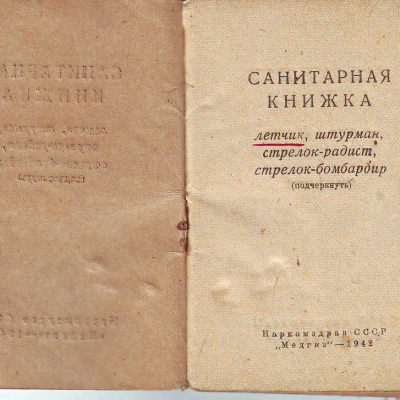 САНИТАРНАЯ
КНИЖКА
летчик, штурман,
стрелок-радист,
стрелок-бомбардир
(подчеркнуть)
Наркомздрав СССР
„Медгиз"—1942